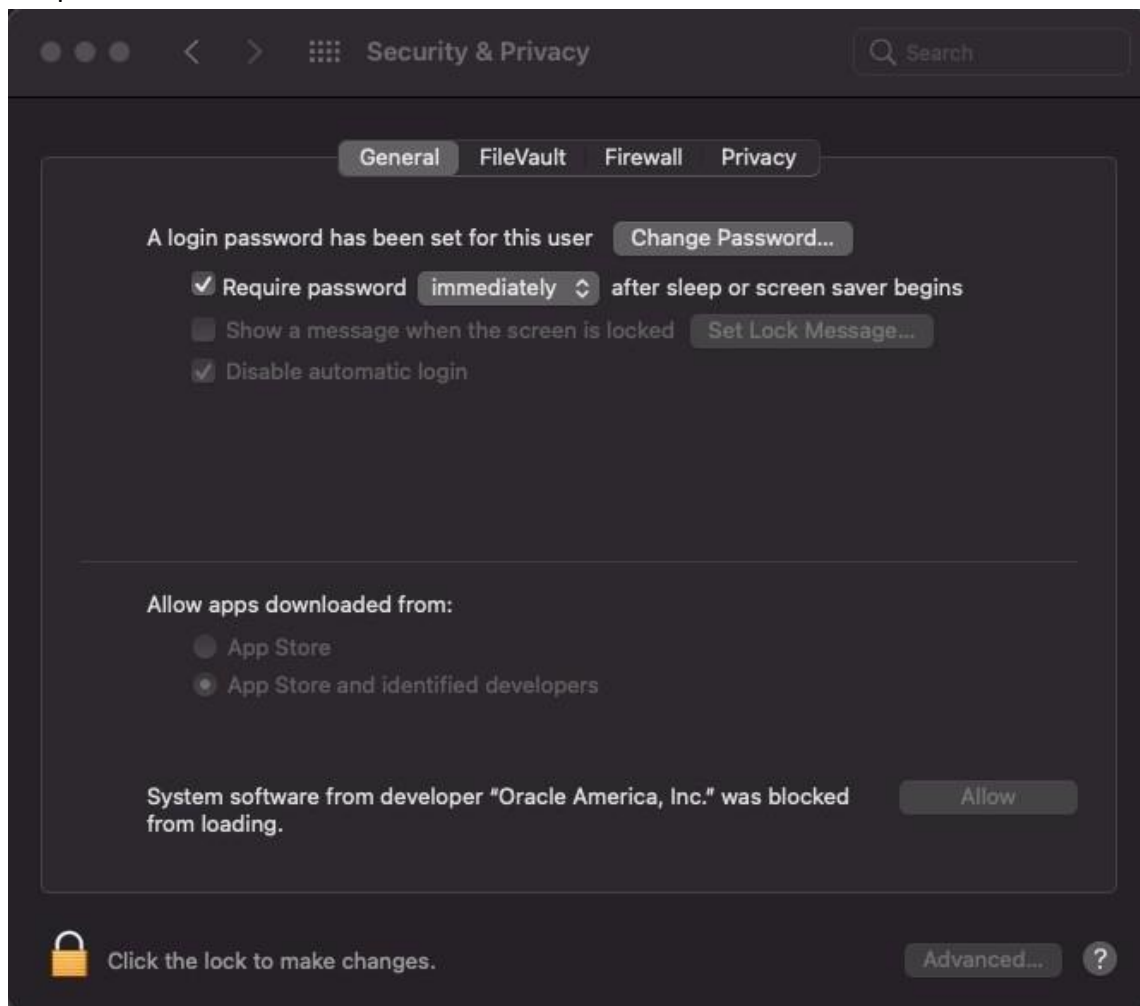 Security & Privacy
Search
General FileVault Firewall Privacy
A login password has been set for this user Change Password...
Require password immediately after sleep or screen saver begins
Show a message when the screen is locked Set Lock Message...
Disable automatic login
Allow apps downloaded from:
App Store
App Store and identified developers
System software from developer “Oracle America, Inc.” was blocked Allow
from loading.
Click the lock to make changes.
Advanced... ?